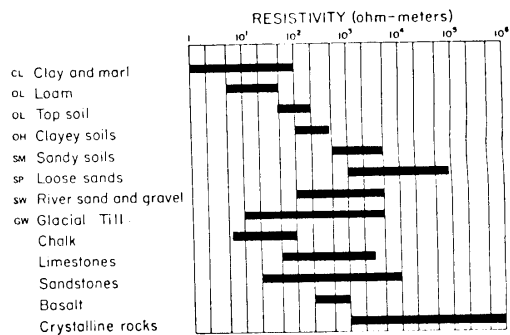 RESISTIVITY (ohm-meters)
1 10¹ 10² 10³ 10⁴ 10⁵ 10⁶
CL Clay and marl
OL Loam
OL Top soil
OH Clayey soils
SM Sandy soils
SP Loose sands
SW River sand and gravel
GW Glacial Till
Chalk
Limestones
Sandstones
Basalt
Crystalline rocks